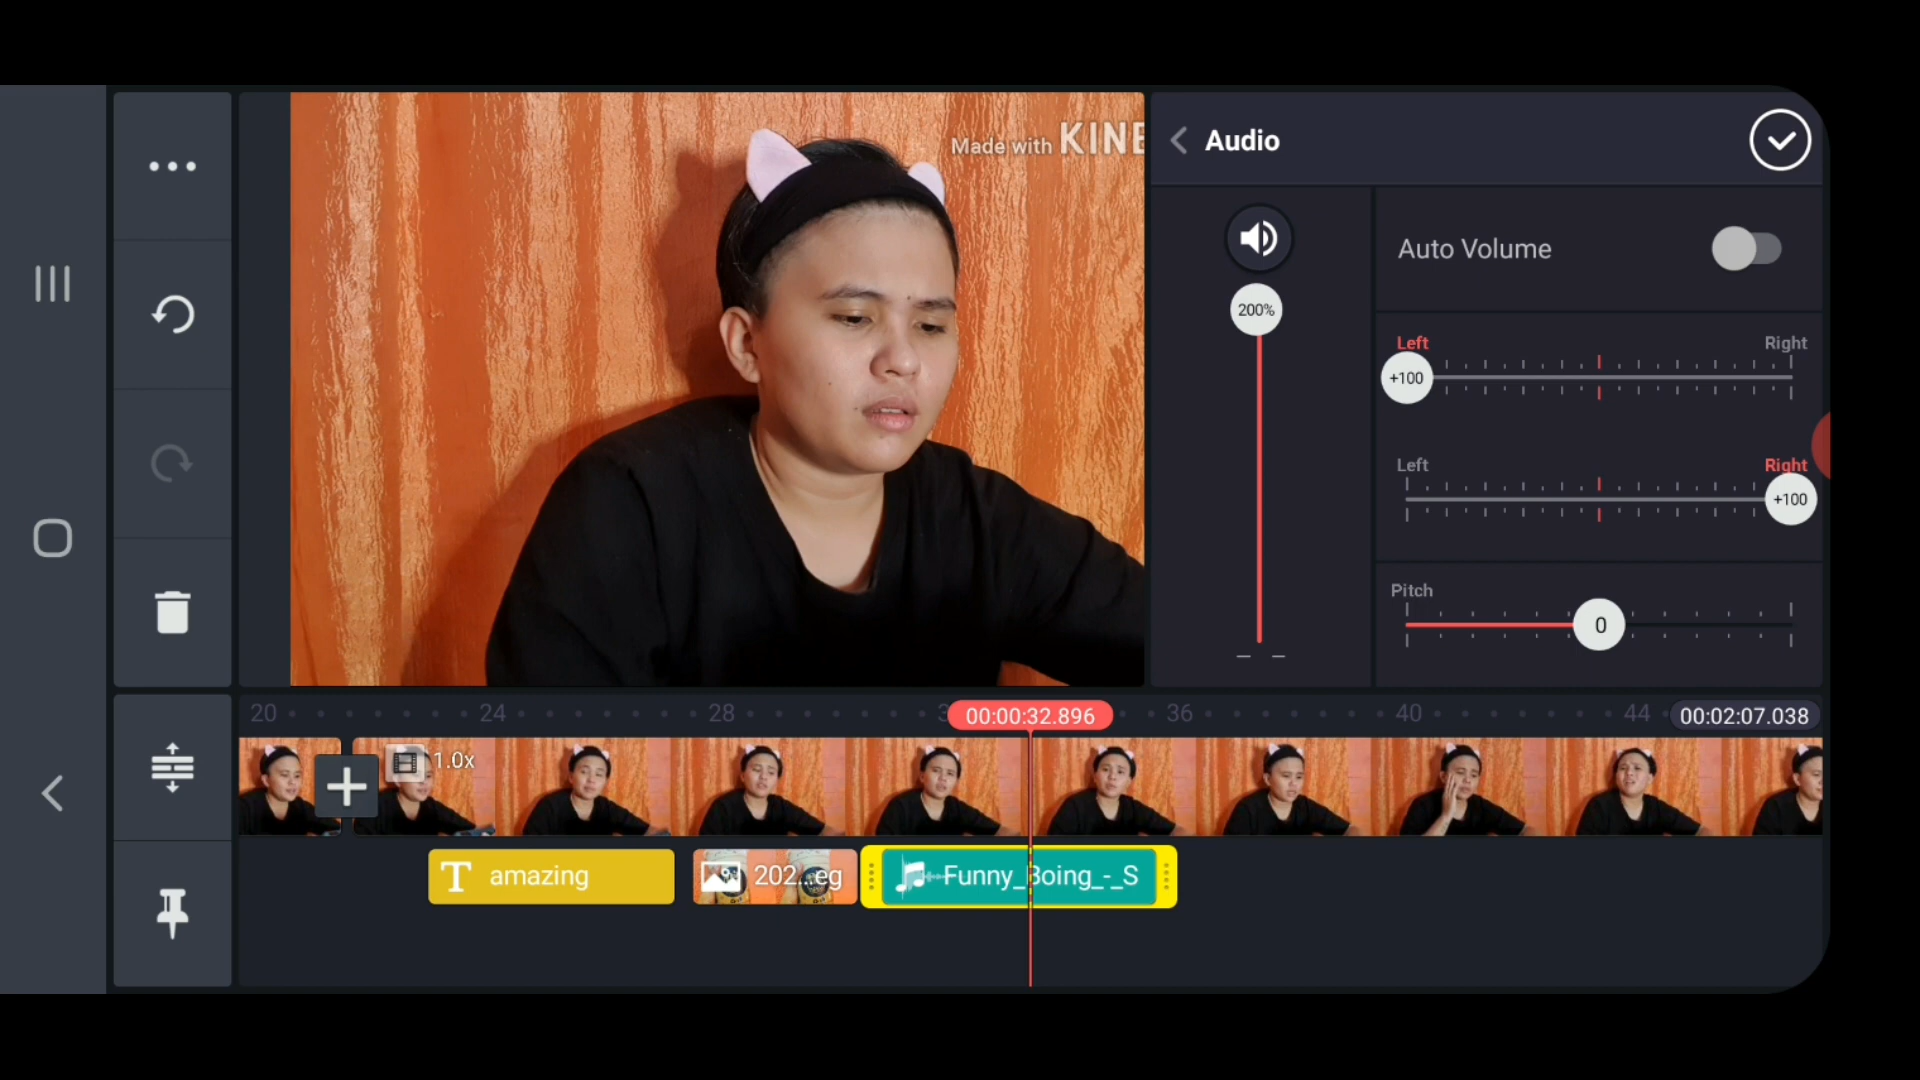 Made with KINE
Audio
200%
Auto Volume
Left
Right
+100
Left
Right
+100
Pitch
0
20
24
28
00:00:32.896
36
40
44
00:02:07.038
1.0x
T
amazing
202...eg
Funny_Boing_-_S